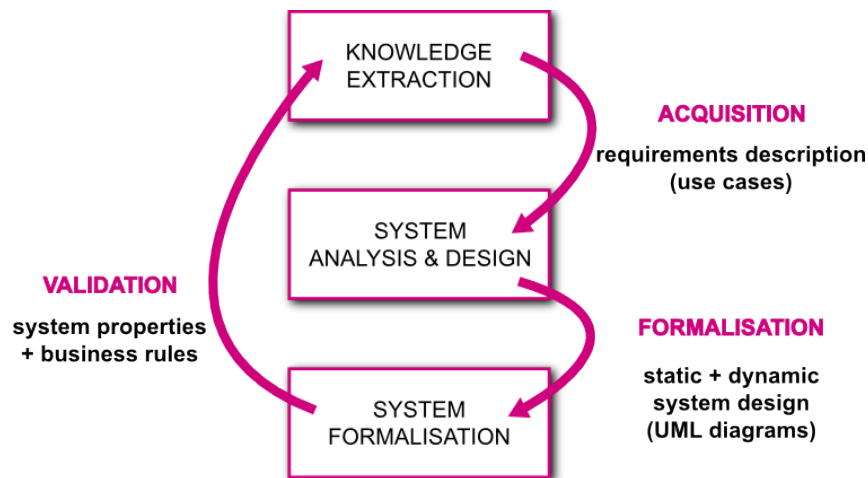 KNOWLEDGE
EXTRACTION
ACQUISITION
requirements description
(use cases)
SYSTEM
ANALYSIS & DESIGN
VALIDATION
system properties
+ business rules
FORMALISATION
static + dynamic
system design
(UML diagrams)
SYSTEM
FORMALISATION